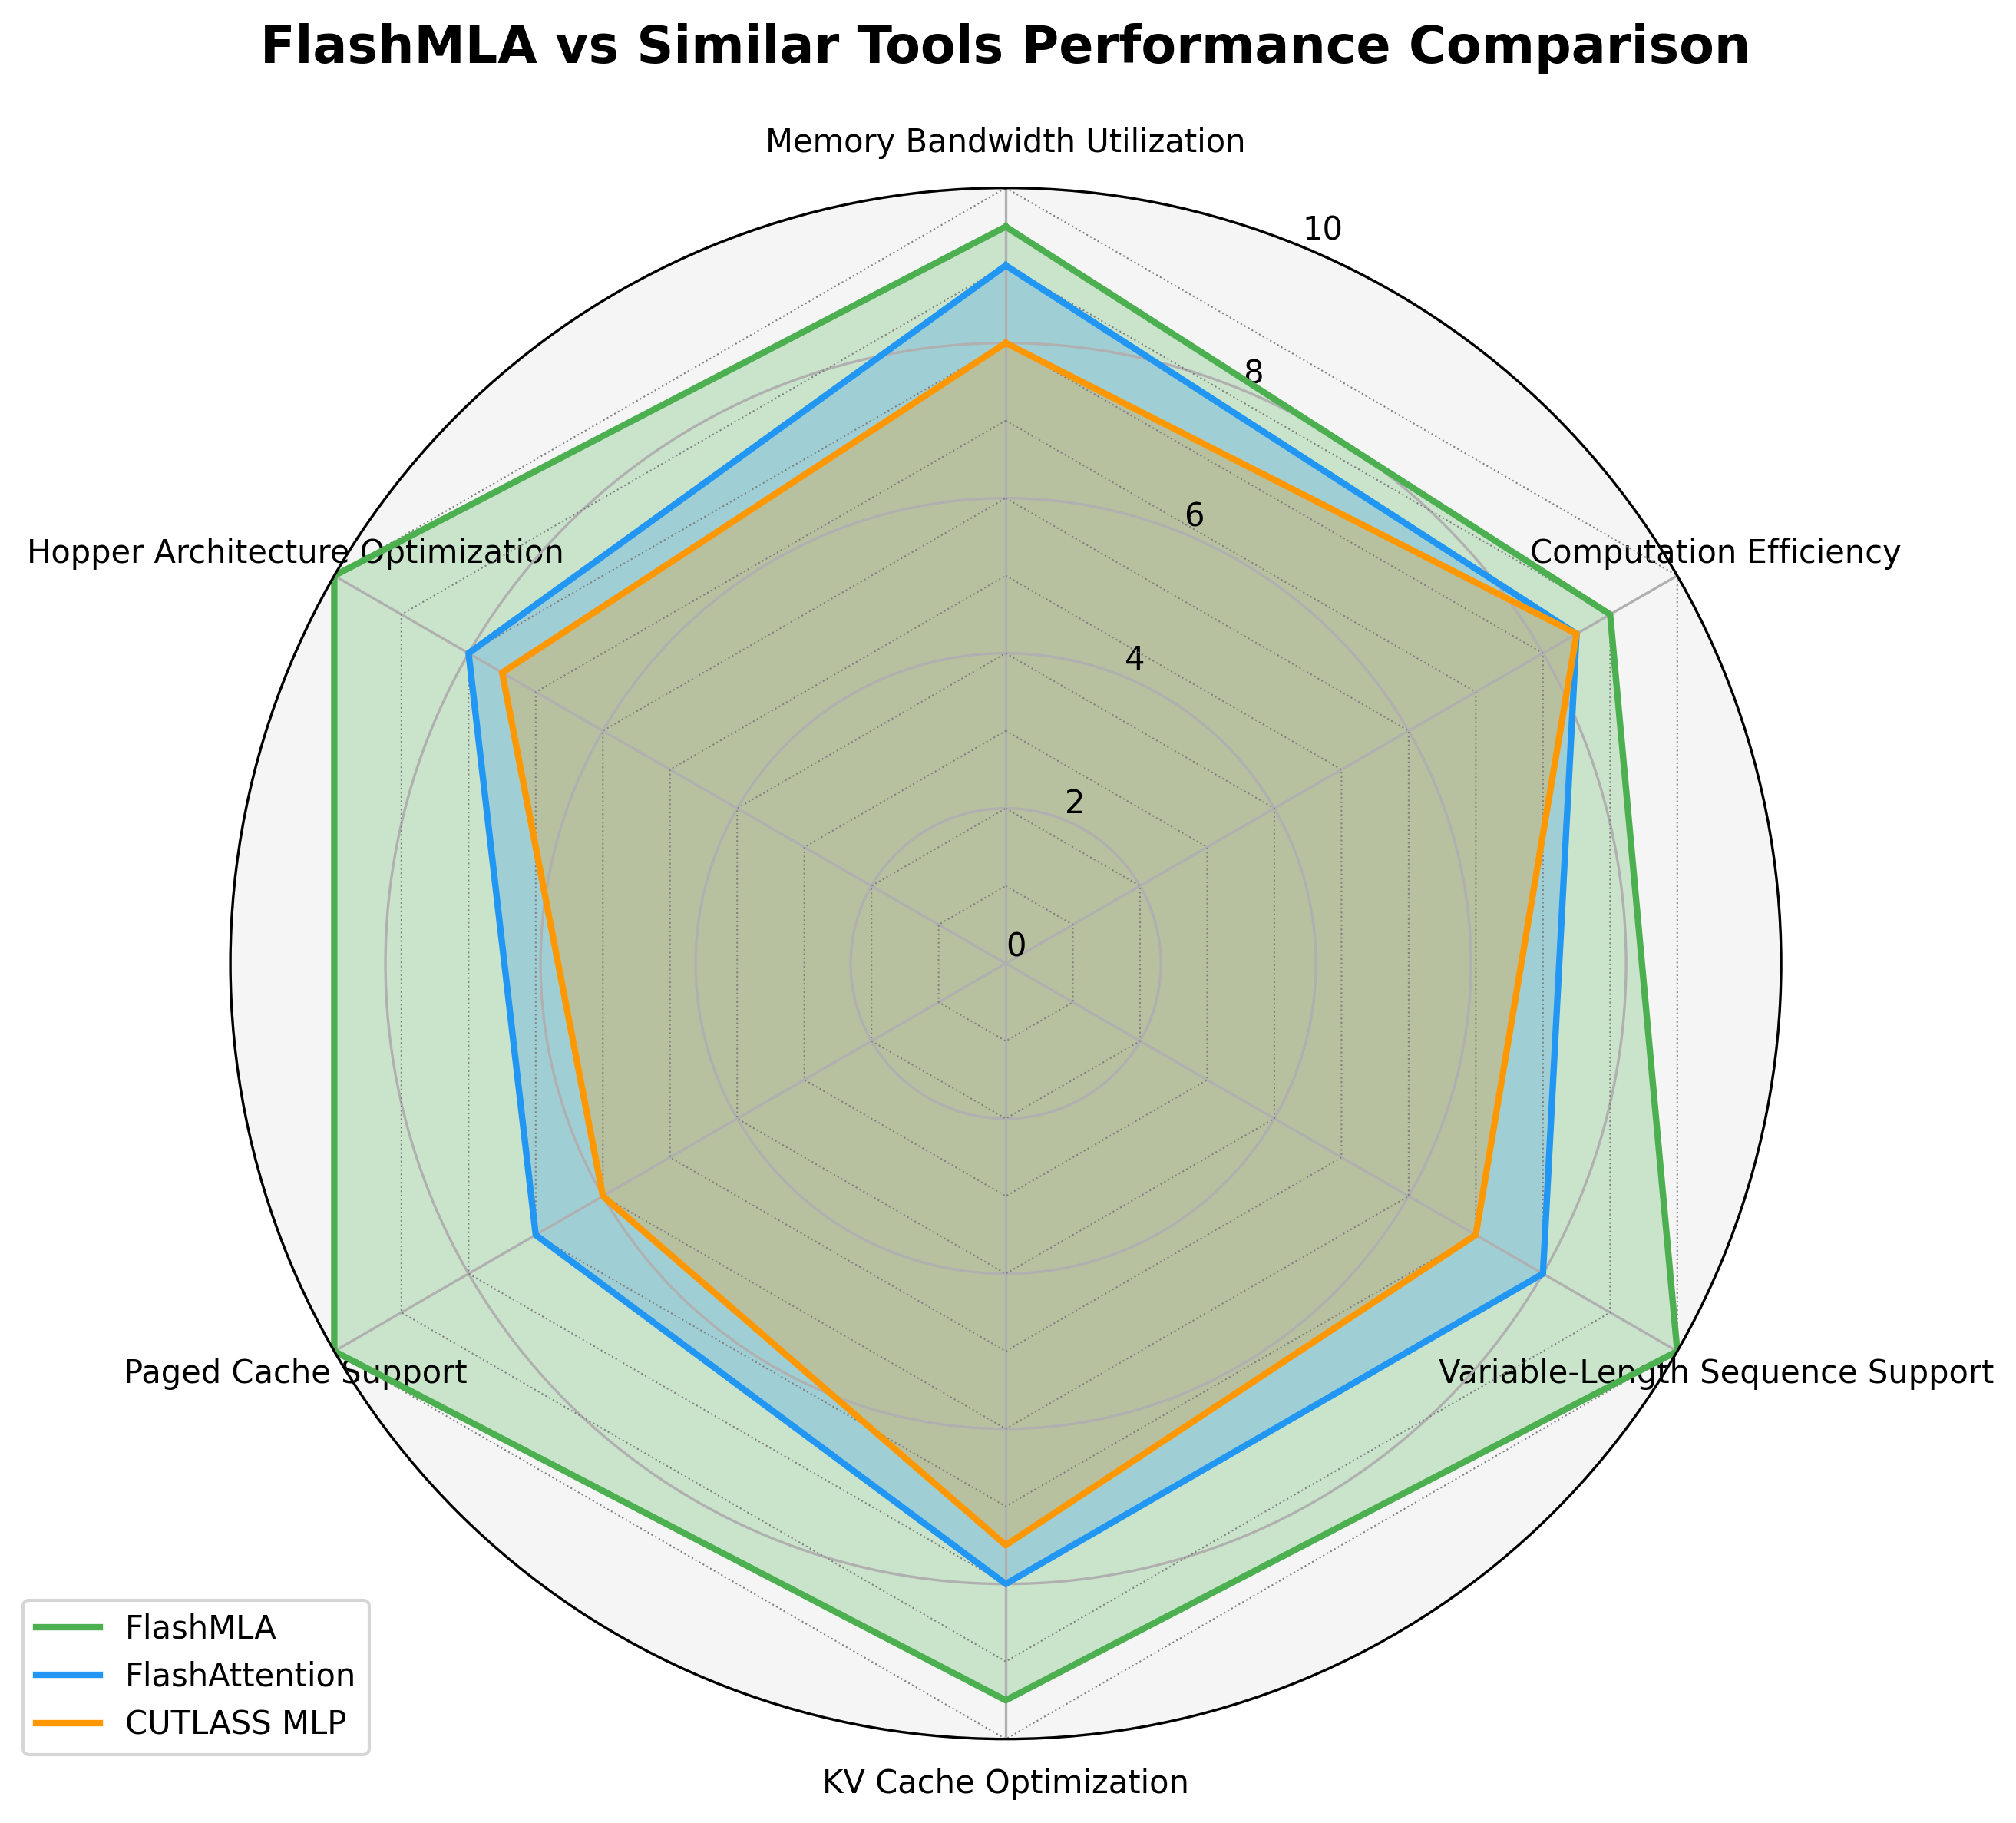 FlashMLA vs Similar Tools Performance Comparison
Memory Bandwidth Utilization
10
8
Hopper Architecture Optimization
Computation Efficiency
6
4
2
0
Paged Cache Support
Variable-Length Sequence Support
KV Cache Optimization
FlashMLA
FlashAttention
CUTLASS MLP